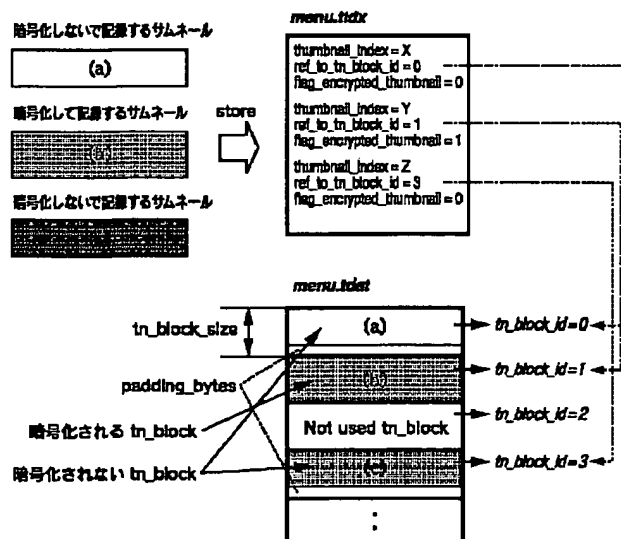 暗号化しないで記録するサムネール
(a)
暗号化して記録するサムネール
(b)
暗号化しないで記録するサムネール
store
menu.tidx
thumbnail_index = X
ref_to_tn_block_id = 0
flag_encrypted_thumbnail = 0
thumbnail_index = Y
ref_to_tn_block_id = 1
flag_encrypted_thumbnail = 1
thumbnail_index = Z
ref_to_tn_block_id = 3
flag_encrypted_thumbnail = 0
menu.tdat
tn_block_size
padding_bytes
暗号化される tn_block
暗号化されない tn_block
(a)
(b)
Not used tn_block
(c)
:
tn_block_id=0
tn_block_id=1
tn_block_id=2
tn_block_id=3